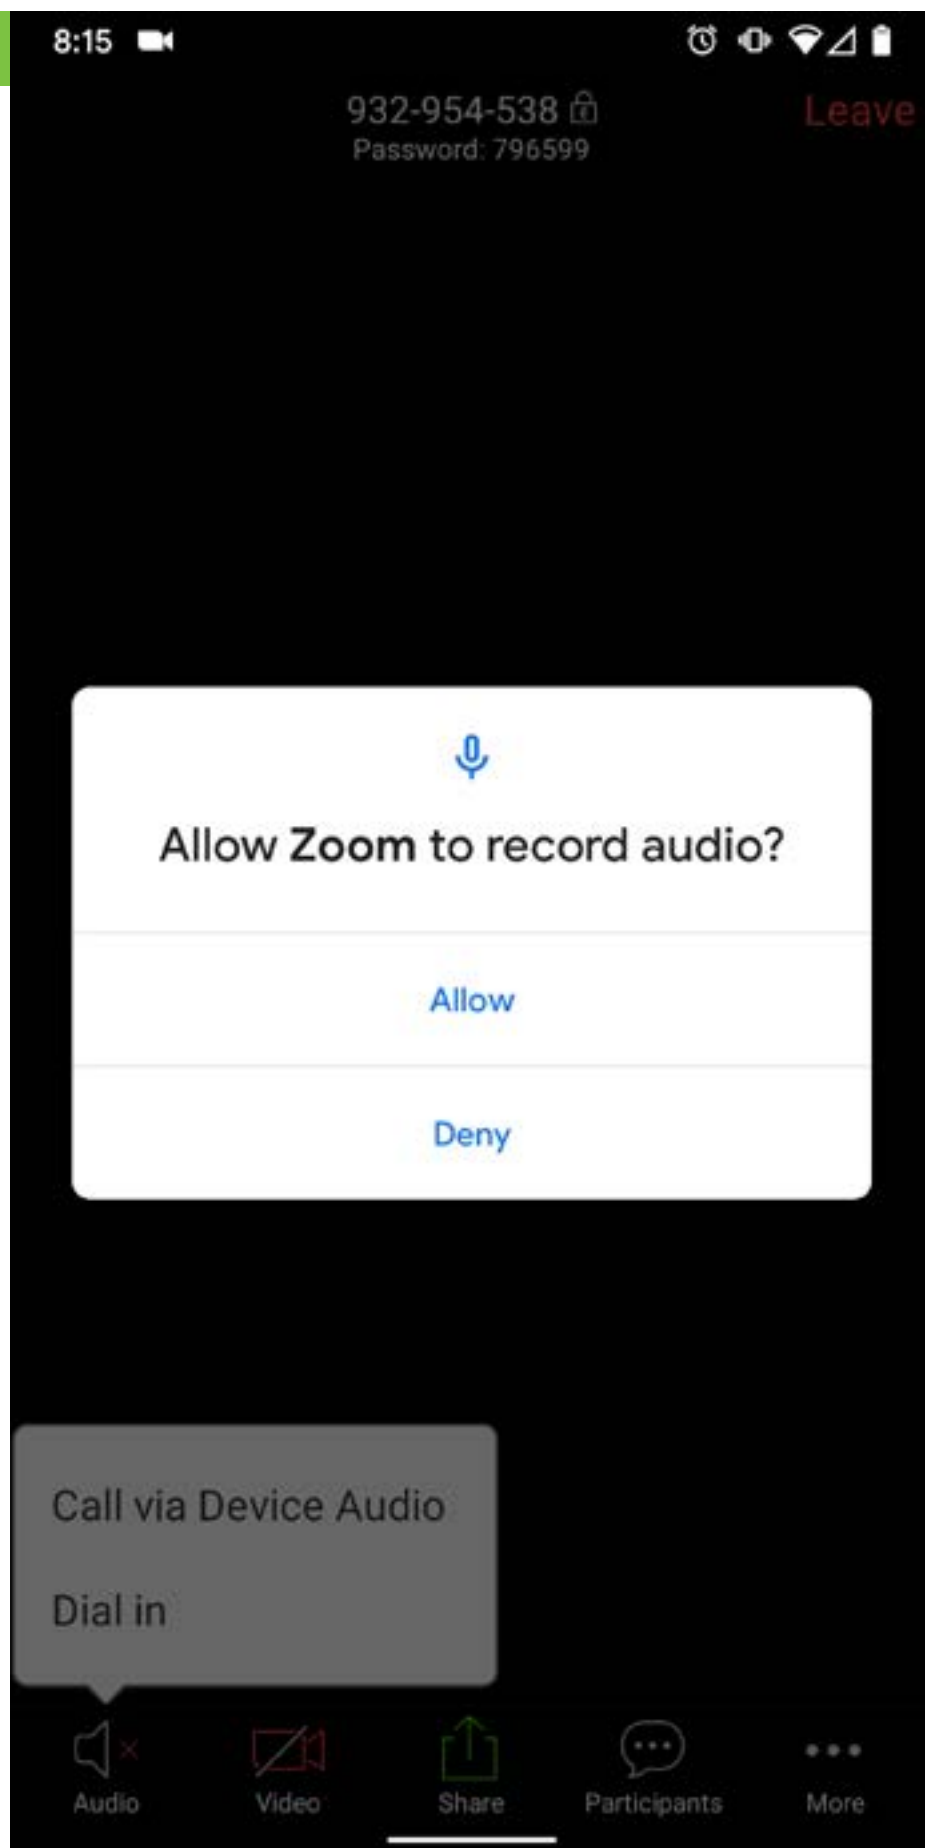 8:15
932-954-538
Leave
Password: 796599
Allow Zoom to record audio?
Allow
Deny
Call via Device Audio
Dial in
Audio
Video
Share
Participants
More